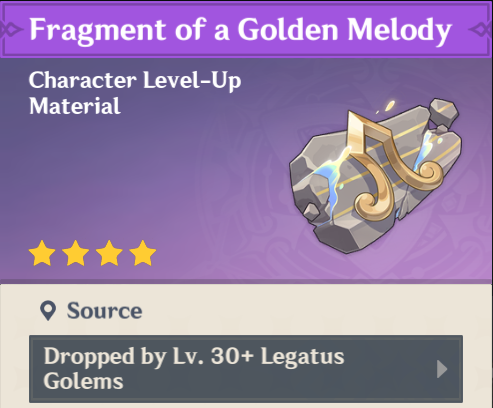 Fragment of a Golden Melody
Character Level-Up
Material
Source
Dropped by Lv. 30+ Legatus
Golems